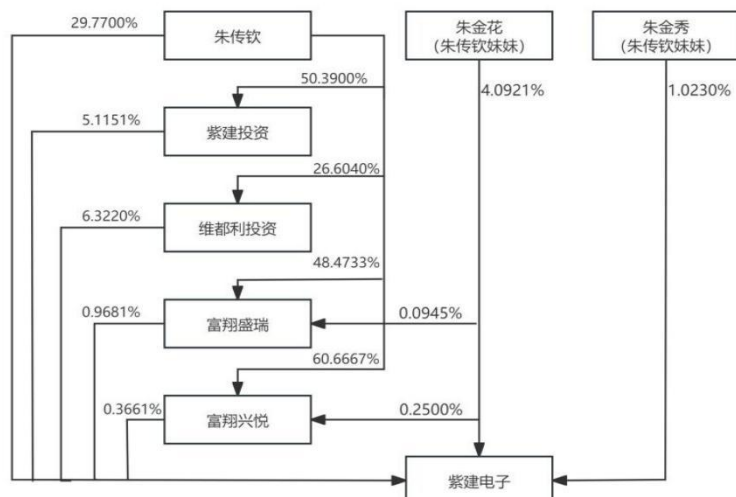 29.7700%
朱传钦
朱金花
（朱传钦妹妹）
朱金秀
（朱传钦妹妹）
50.3900%
4.0921%
1.0230%
5.1151%
紫建投资
26.6040%
6.3220%
维都利投资
48.4733%
0.9681%
富翔盛瑞
0.0945%
60.6667%
0.3661%
富翔兴悦
0.2500%
紫建电子